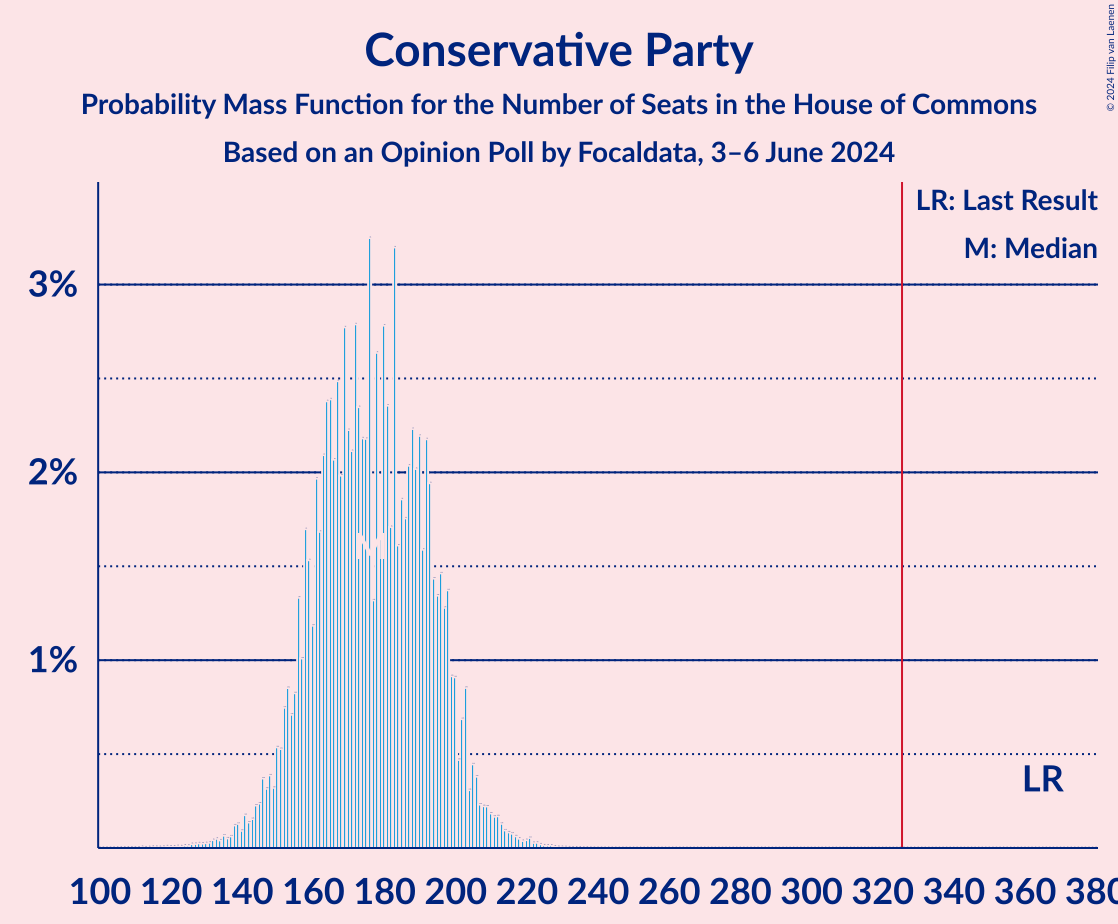 Conservative Party
Probability Mass Function for the Number of Seats in the House of Commons
Based on an Opinion Poll by Focaldata, 3–6 June 2024
© 2024 Filip van Laenen
LR: Last Result
M: Median
3%
2%
1%
LR
100 120 140 160 180 200 220 240 260 280 300 320 340 360 380